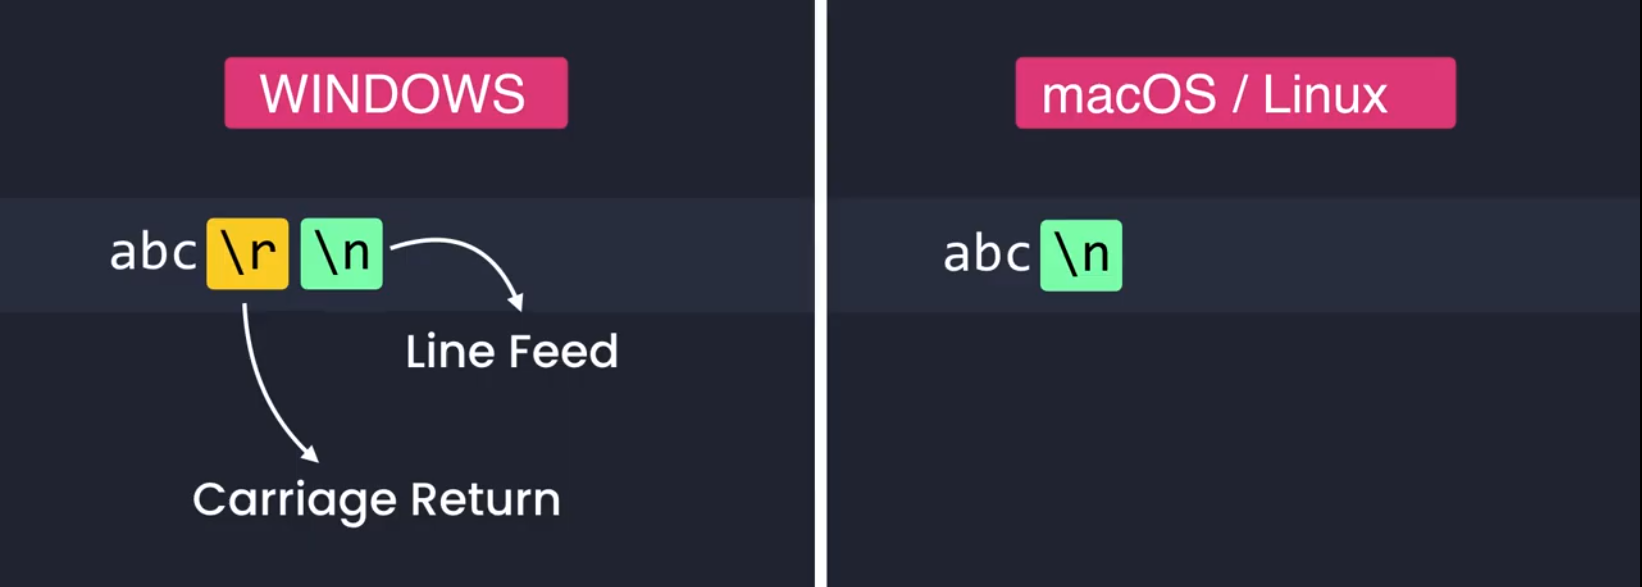 WINDOWS
abc \r \n
Line Feed
Carriage Return
macOS / Linux
abc \n